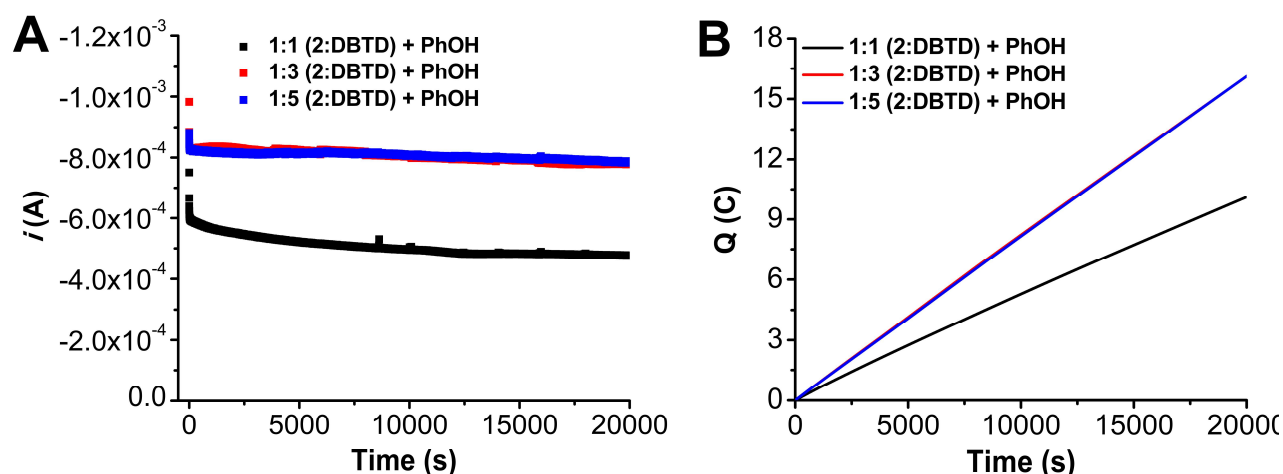 A
-1.2x10⁻³
-1.0x10⁻³
-8.0x10⁻⁴
-6.0x10⁻⁴
-4.0x10⁻⁴
-2.0x10⁻⁴
0.0
i (A)
1:1 (2:DBTD) + PhOH
1:3 (2:DBTD) + PhOH
1:5 (2:DBTD) + PhOH
0 5000 10000 15000 20000
Time (s)
B
18
15
12
9
6
3
0
Q (C)
1:1 (2:DBTD) + PhOH
1:3 (2:DBTD) + PhOH
1:5 (2:DBTD) + PhOH
0 5000 10000 15000 20000
Time (s)